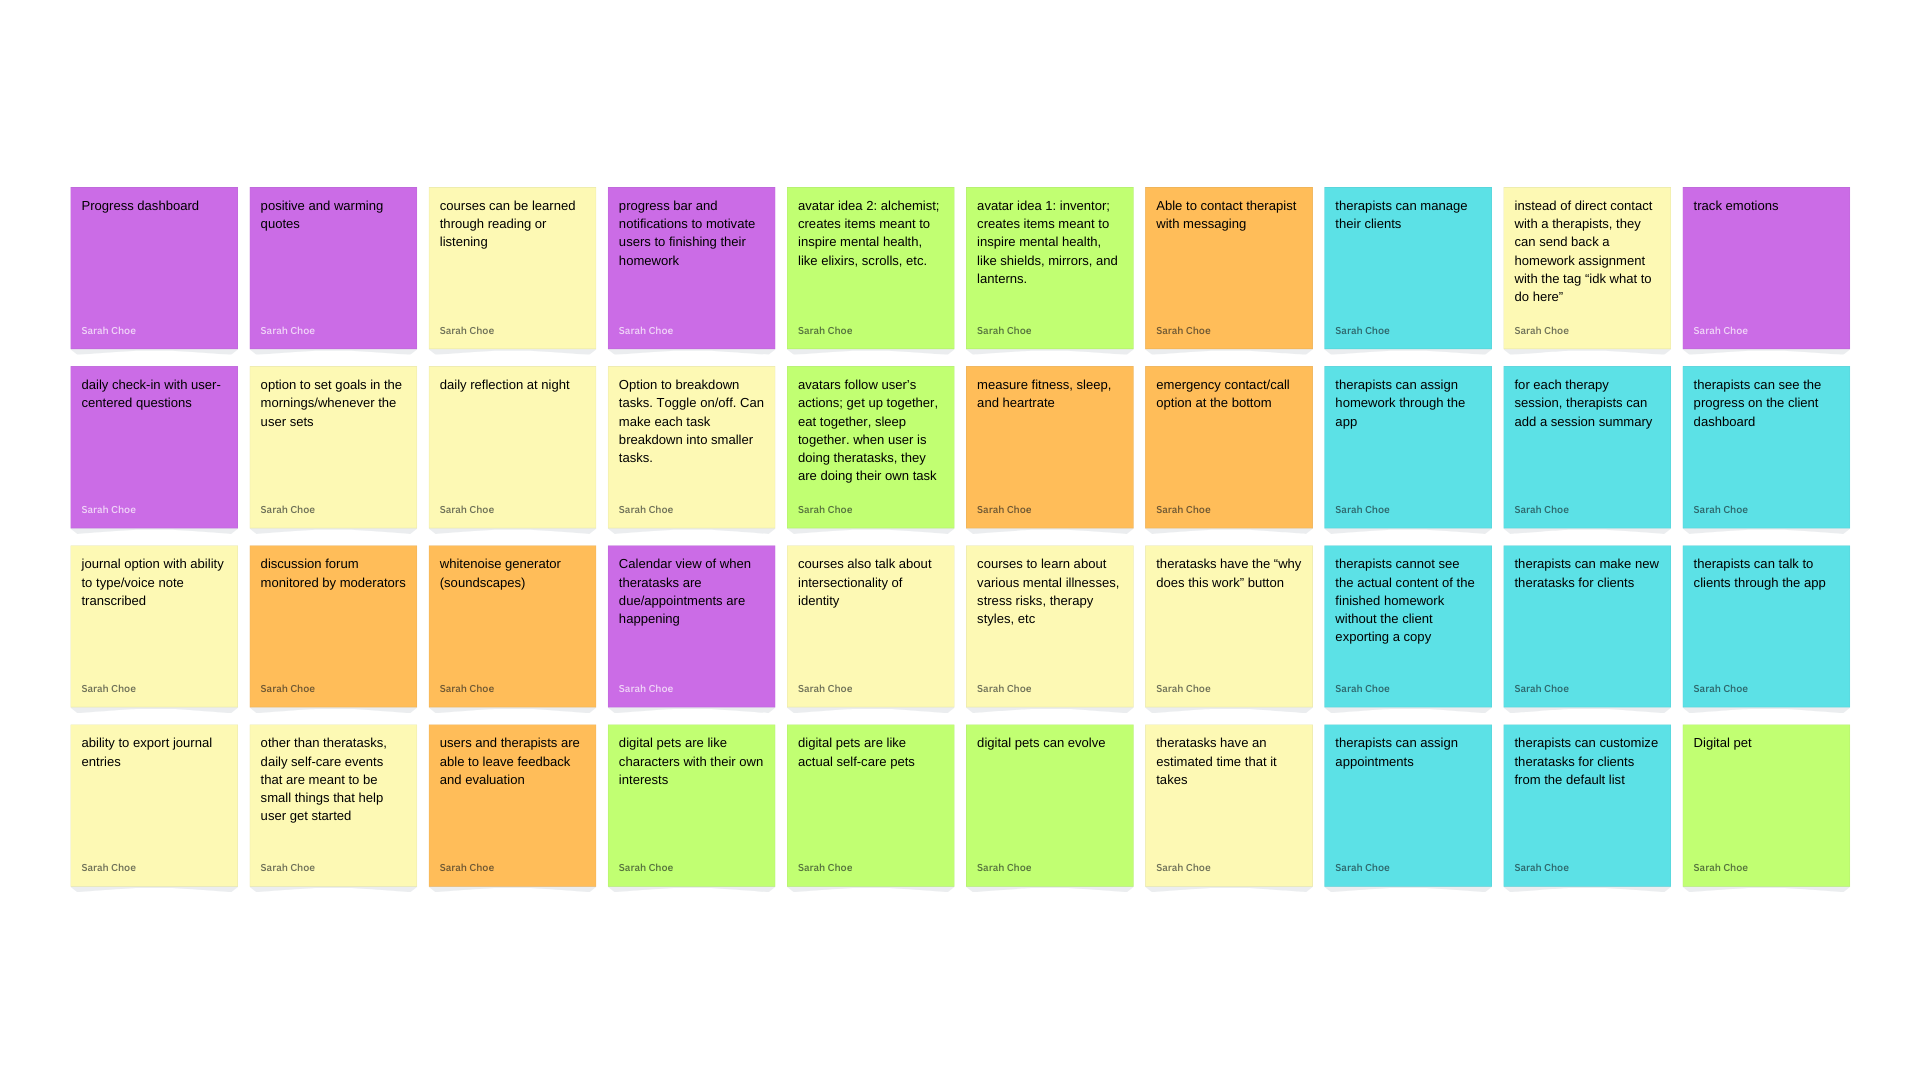 Progress dashboard
Sarah Choe
positive and warming
quotes
Sarah Choe
courses can be learned
through reading or
listening
Sarah Choe
progress bar and
notifications to motivate
users to finishing their
homework
Sarah Choe
avatar idea 2: alchemist;
creates items meant to
inspire mental health,
like elixirs, scrolls, etc.
Sarah Choe
avatar idea 1: inventor;
creates items meant to
inspire mental health,
like shields, mirrors, and
lanterns.
Sarah Choe
Able to contact therapist
with messaging
Sarah Choe
therapists can manage
their clients
Sarah Choe
instead of direct contact
with a therapists, they
can send back a
homework assignment
with the tag “idk what to
do here”
Sarah Choe
track emotions
Sarah Choe
daily check-in with user-
centered questions
Sarah Choe
option to set goals in the
mornings/whenever the
user sets
Sarah Choe
daily reflection at night
Sarah Choe
Option to breakdown
tasks. Toggle on/off. Can
make each task
breakdown into smaller
tasks.
Sarah Choe
avatars follow user’s
actions; get up together,
eat together, sleep
together. when user is
doing theratasks, they
are doing their own task
Sarah Choe
measure fitness, sleep,
and heartrate
Sarah Choe
emergency contact/call
option at the bottom
Sarah Choe
therapists can assign
homework through the
app
Sarah Choe
for each therapy
session, therapists can
add a session summary
Sarah Choe
therapists can see the
progress on the client
dashboard
Sarah Choe
journal option with ability
to type/voice note
transcribed
Sarah Choe
discussion forum
monitored by moderators
Sarah Choe
whitenoise generator
(soundscapes)
Sarah Choe
Calendar view of when
theratasks are
due/appointments are
happening
Sarah Choe
courses also talk about
intersectionality of
identity
Sarah Choe
courses to learn about
various mental illnesses,
stress risks, therapy
styles, etc
Sarah Choe
theratasks have the “why
does this work” button
Sarah Choe
therapists cannot see
the actual content of the
finished homework
without the client
exporting a copy
Sarah Choe
therapists can make new
theratasks for clients
Sarah Choe
therapists can talk to
clients through the app
Sarah Choe
ability to export journal
entries
Sarah Choe
other than theratasks,
daily self-care events
that are meant to be
small things that help
user get started
Sarah Choe
users and therapists are
able to leave feedback
and evaluation
Sarah Choe
digital pets are like
characters with their own
interests
Sarah Choe
digital pets are like
actual self-care pets
Sarah Choe
digital pets can evolve
Sarah Choe
theratasks have an
estimated time that it
takes
Sarah Choe
therapists can assign
appointments
Sarah Choe
therapists can customize
theratasks for clients
from the default list
Sarah Choe
Digital pet
Sarah Choe